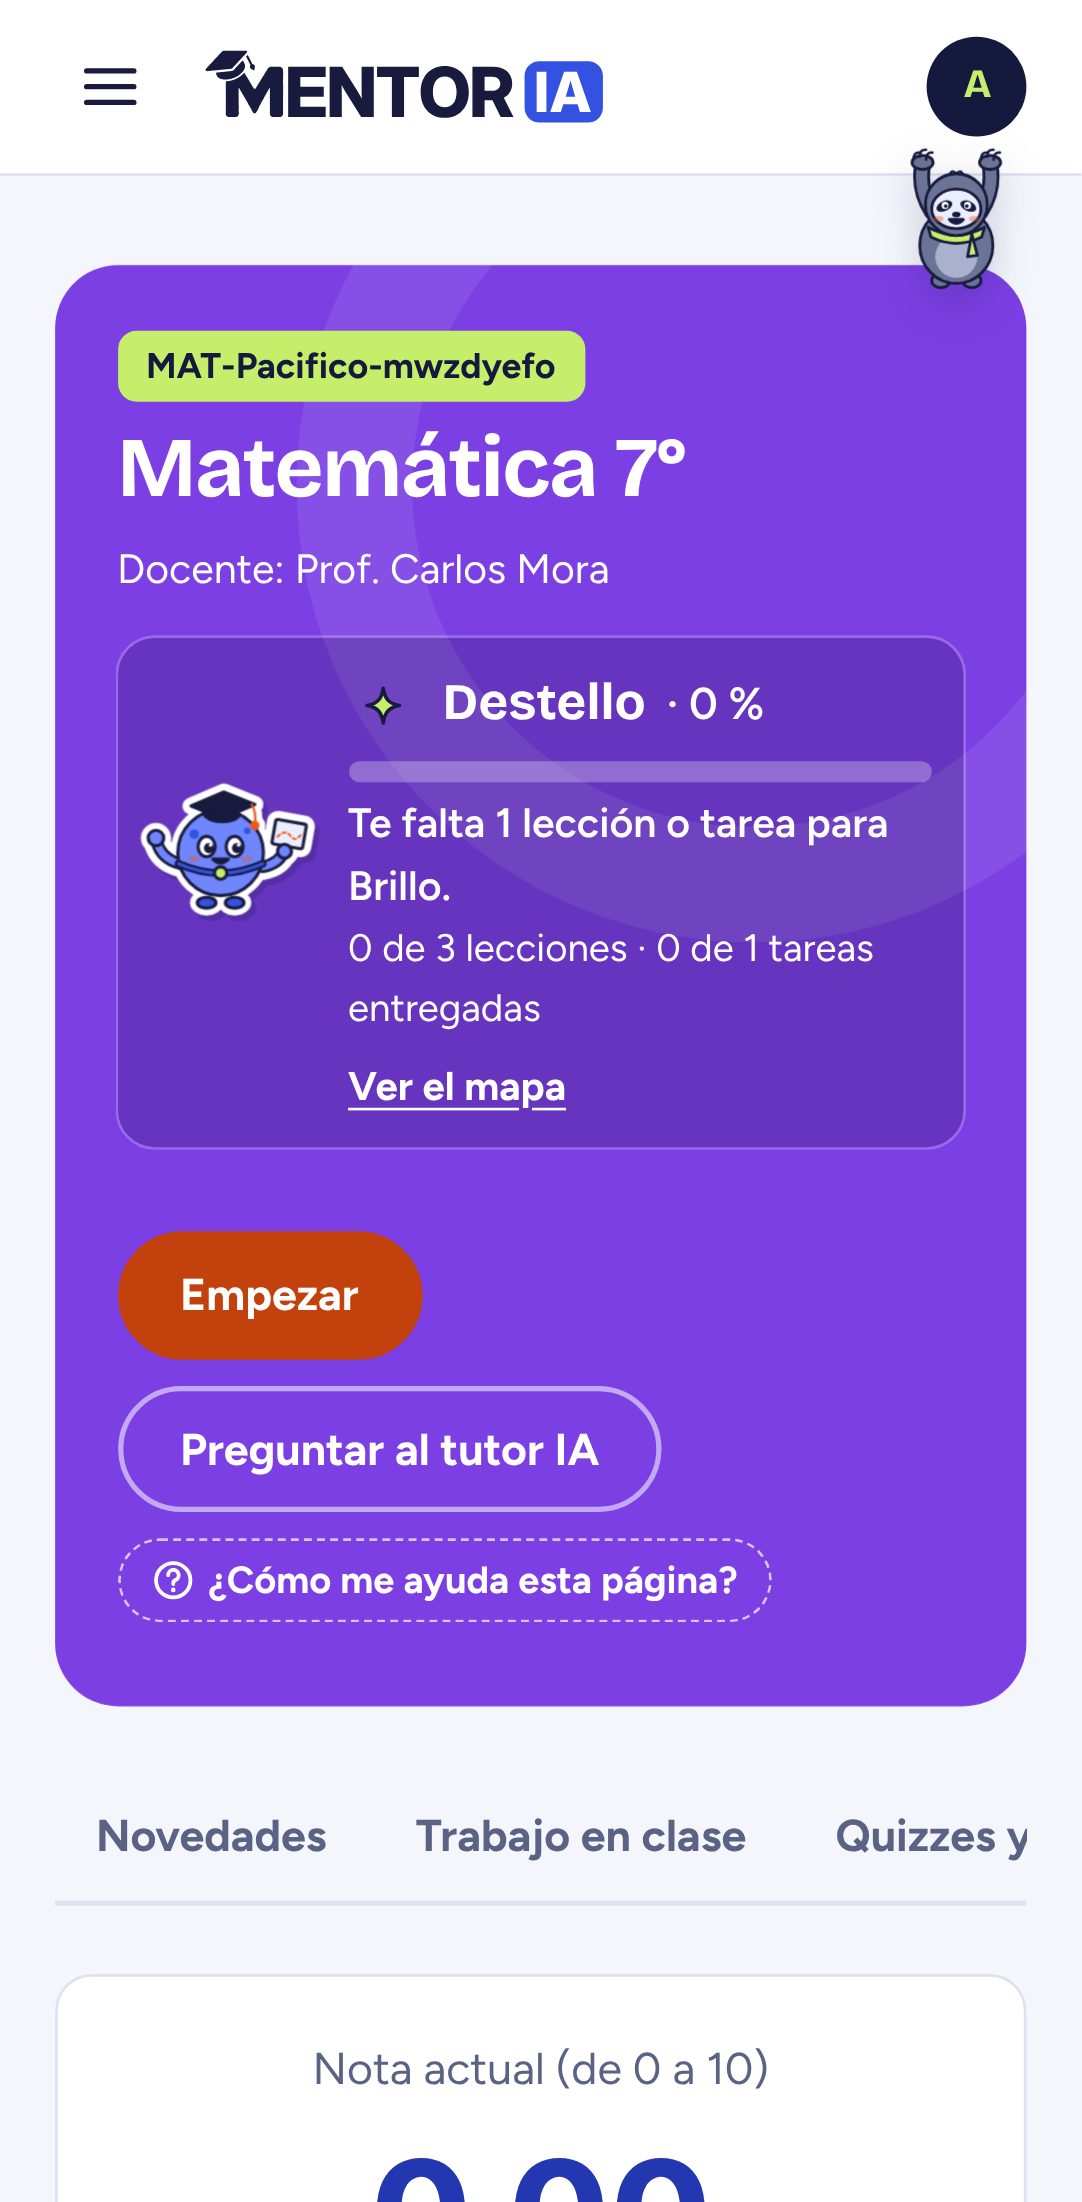 MENTOR IA
A
MAT-Pacifico-mwzdyefo
Matemática 7°
Docente: Prof. Carlos Mora
Destello · 0 %
Te falta 1 lección o tarea para
Brillo.
0 de 3 lecciones · 0 de 1 tareas
entregadas
Ver el mapa
Empezar
Preguntar al tutor IA
¿Cómo me ayuda esta página?
Novedades Trabajo en clase Quizzes y
Nota actual (de 0 a 10)